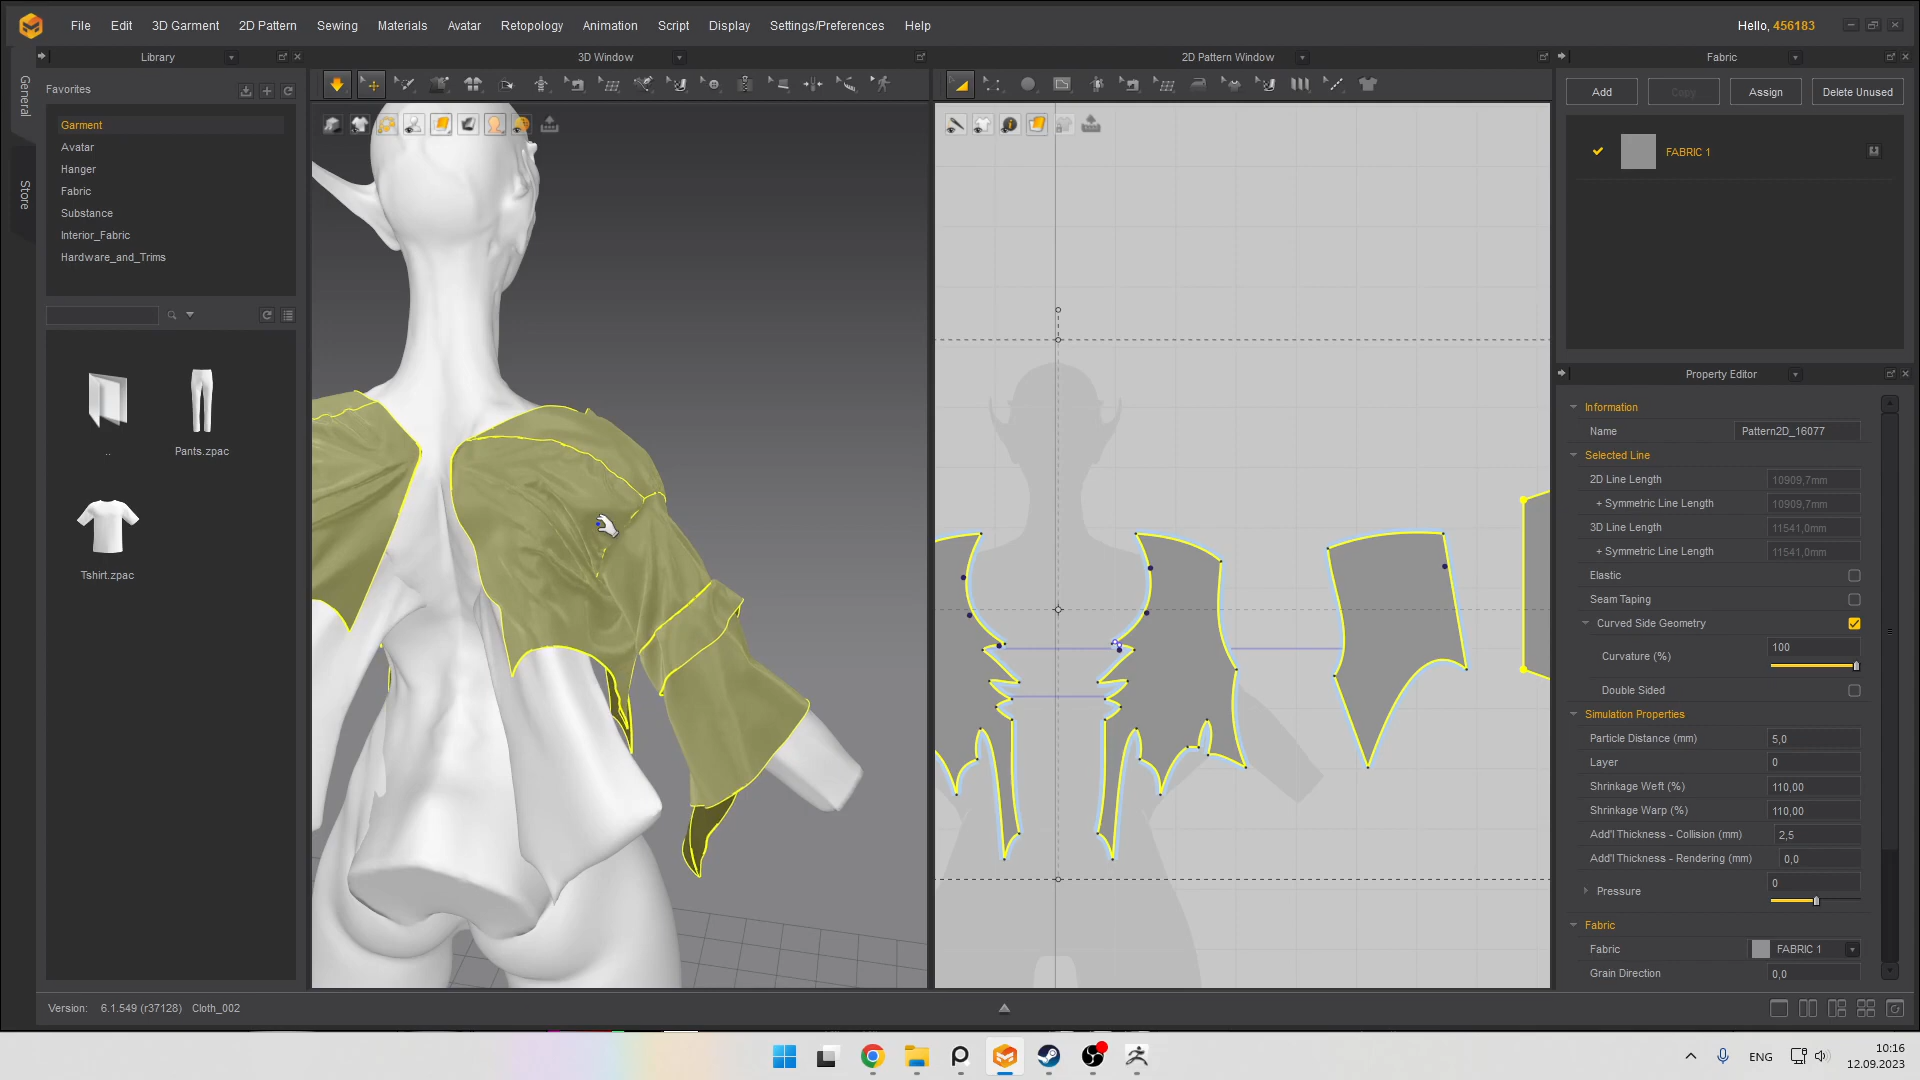 File Edit 3D Garment 2D Pattern Sewing Materials Avatar Retopology Animation Script Display Settings/Preferences Help
Hello, 456183
Library
3D Window
2D Pattern Window
Fabric
General
Store
Favorites
Garment
Avatar
Hanger
Fabric
Substance
Interior_Fabric
Hardware_and_Trims
..
Pants.zpac
Tshirt.zpac
Add Copy Assign Delete Unused
FABRIC 1
Property Editor
Information
Name Pattern2D_16077
Selected Line
2D Line Length 10909,7mm
+ Symmetric Line Length 10909,7mm
3D Line Length 11541,0mm
+ Symmetric Line Length 11541,0mm
Elastic
Seam Taping
Curved Side Geometry
Curvature (%) 100
Double Sided
Simulation Properties
Particle Distance (mm) 5,0
Layer 0
Shrinkage Weft (%) 110,00
Shrinkage Warp (%) 110,00
Add'l Thickness - Collision (mm) 2,5
Add'l Thickness - Rendering (mm) 0,0
Pressure 0
Fabric
Fabric FABRIC 1
Grain Direction 0,0
Version: 6.1.549 (r37128) Cloth_002
ENG
10:16
12.09.2023